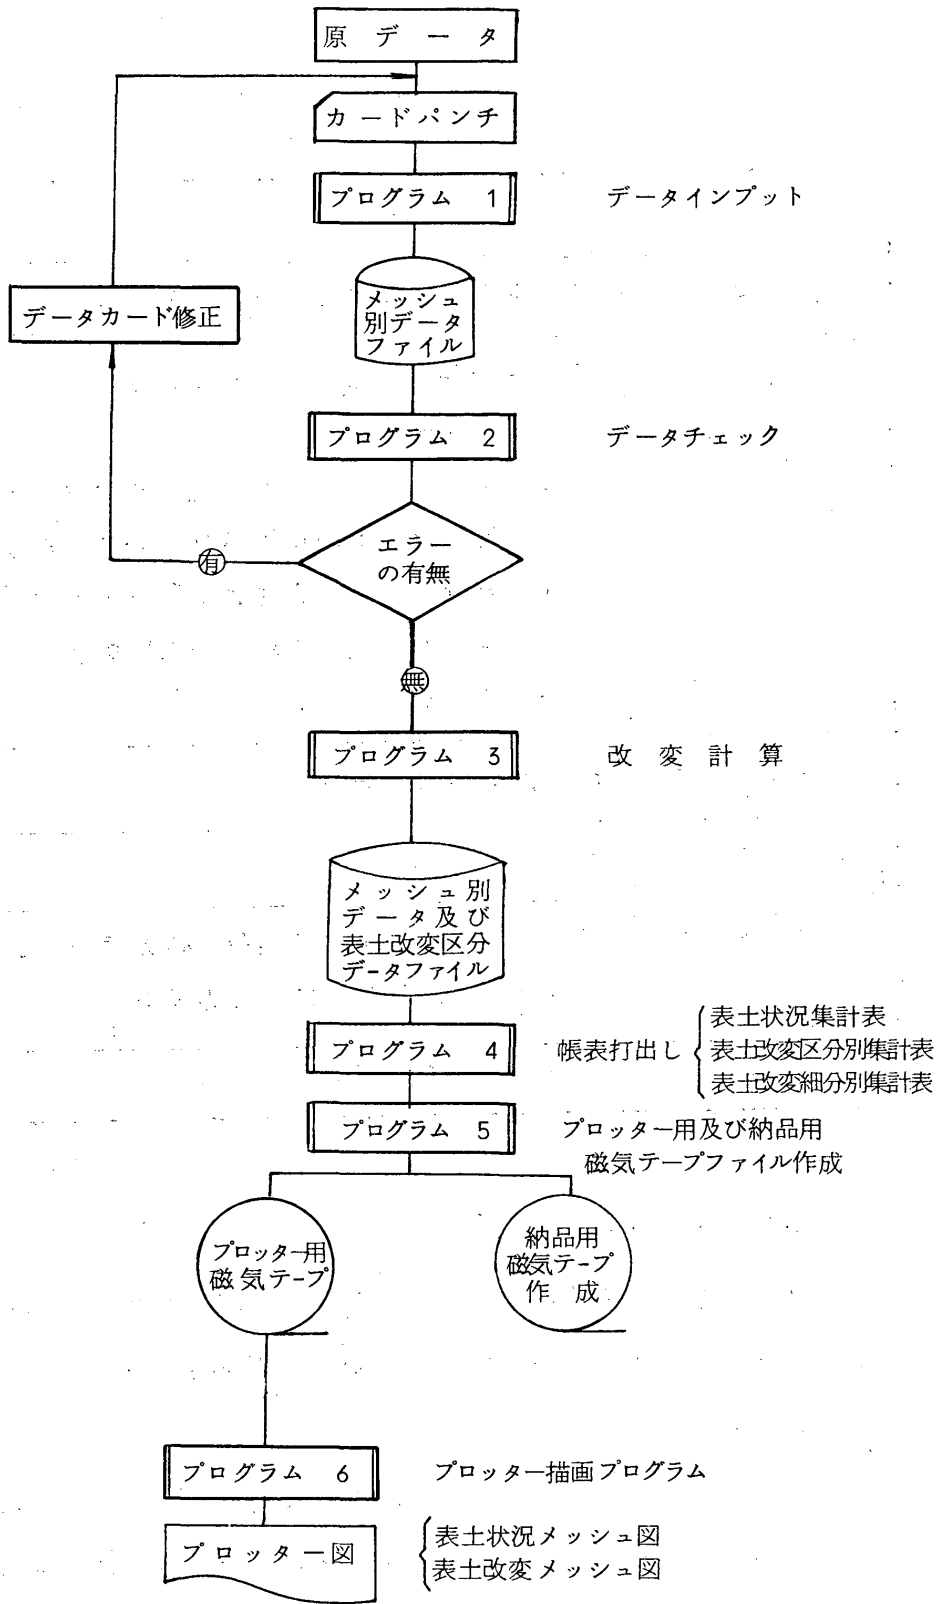 原データ
カードパンチ
プログラム 1
データインプット
メッシュ
別データ
ファイル
データカード修正
プログラム 2
データチェック
エラー
の有無
有
無
プログラム 3
改変計算
メッシュ別
データ及び
表土改変区分
データファイル
プログラム 4
帳表打出し
表土状況集計表
表土改変区分別集計表
表土改変細分別集計表
プログラム 5
プロッター用及び納品用
磁気テープファイル作成
プロッター用
磁気テープ
納品用
磁気テープ
作成
プログラム 6
プロッター描画プログラム
プロッター図
表土状況メッシュ図
表土改変メッシュ図